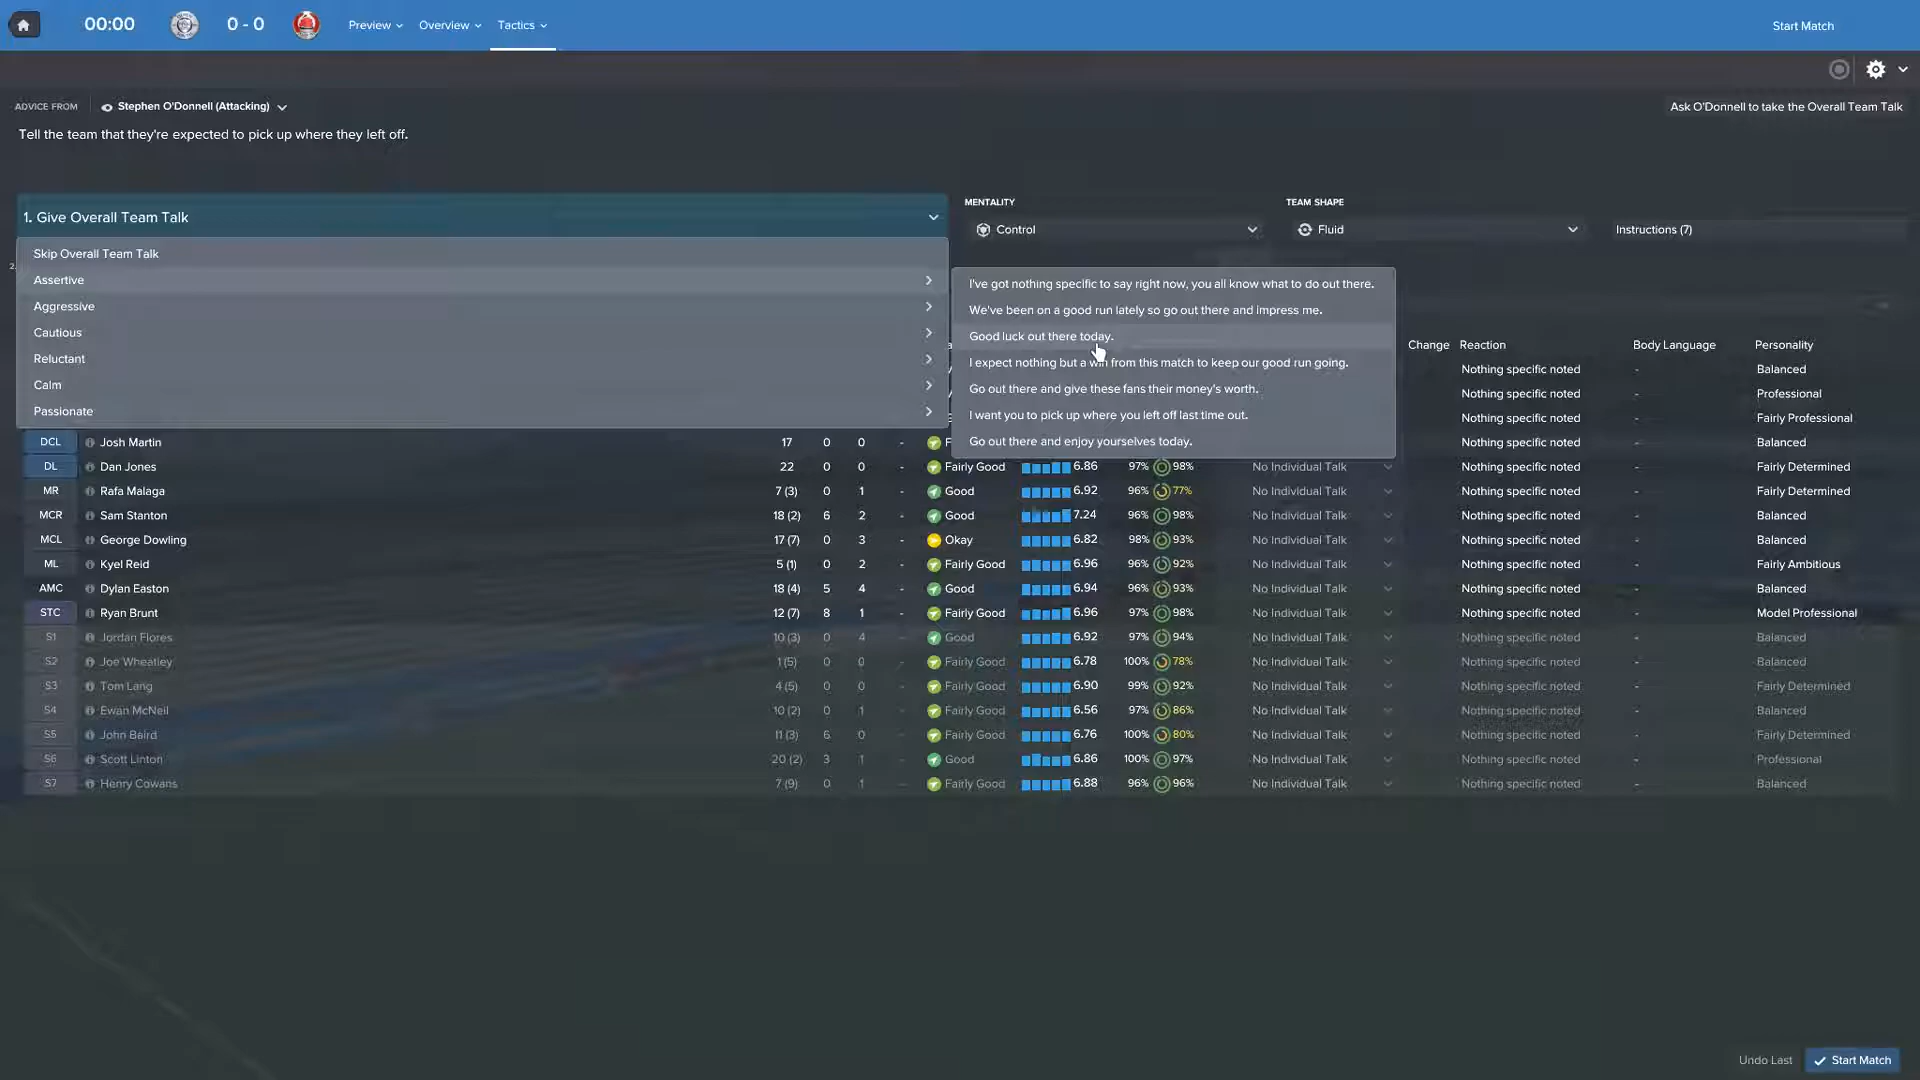 00:00 0 - 0 Preview Overview Tactics Start Match
ADVICE FROM Stephen O'Donnell (Attacking) Ask O'Donnell to take the Overall Team Talk
Tell the team that they're expected to pick up where they left off.
MENTALITY TEAM SHAPE
1. Give Overall Team Talk Control Fluid Instructions (7)
Skip Overall Team Talk
2.
Assertive I've got nothing specific to say right now, you all know what to do out there.
Aggressive We've been on a good run lately so go out there and impress me.
Cautious Good luck out there today. Change Reaction Body Language Personality
Reluctant I expect nothing but a win from this match to keep our good run going. Nothing specific noted - Balanced
Calm Go out there and give these fans their money's worth. Nothing specific noted - Professional
Passionate I want you to pick up where you left off last time out. Nothing specific noted - Fairly Professional
Go out there and enjoy yourselves today.
DCL Josh Martin 17 0 0 - Nothing specific noted - Balanced
DL Dan Jones 22 0 0 - Fairly Good 6.86 97% 98% No Individual Talk Nothing specific noted - Fairly Determined
MR Rafa Malaga 7 (3) 0 1 - Good 6.92 96% 77% No Individual Talk Nothing specific noted - Fairly Determined
MCR Sam Stanton 18 (2) 6 2 - Good 7.24 96% 98% No Individual Talk Nothing specific noted - Balanced
MCL George Dowling 17 (7) 0 3 - Okay 6.82 98% 93% No Individual Talk Nothing specific noted - Balanced
ML Kyel Reid 5 (1) 0 2 - Fairly Good 6.96 96% 92% No Individual Talk Nothing specific noted - Fairly Ambitious
AMC Dylan Easton 18 (4) 5 4 - Good 6.94 96% 93% No Individual Talk Nothing specific noted - Balanced
STC Ryan Brunt 12 (7) 8 1 - Fairly Good 6.96 97% 98% No Individual Talk Nothing specific noted - Model Professional
S1 Jordan Flores 10 (3) 0 4 - Good 6.92 97% 94% No Individual Talk Nothing specific noted - Balanced
S2 Joe Wheatley 1 (5) 0 0 - Fairly Good 6.78 100% 78% No Individual Talk Nothing specific noted - Balanced
S3 Tom Lang 4 (5) 0 0 - Fairly Good 6.90 99% 92% No Individual Talk Nothing specific noted - Fairly Determined
S4 Ewan McNeil 10 (2) 0 1 - Fairly Good 6.56 97% 86% No Individual Talk Nothing specific noted - Balanced
S5 John Baird 11 (3) 6 0 - Fairly Good 6.76 100% 80% No Individual Talk Nothing specific noted - Fairly Determined
S6 Scott Linton 20 (2) 3 1 - Good 6.86 100% 97% No Individual Talk Nothing specific noted - Professional
S7 Henry Cowans 7 (9) 0 1 - Fairly Good 6.88 96% 96% No Individual Talk Nothing specific noted - Balanced
Undo Last Start Match